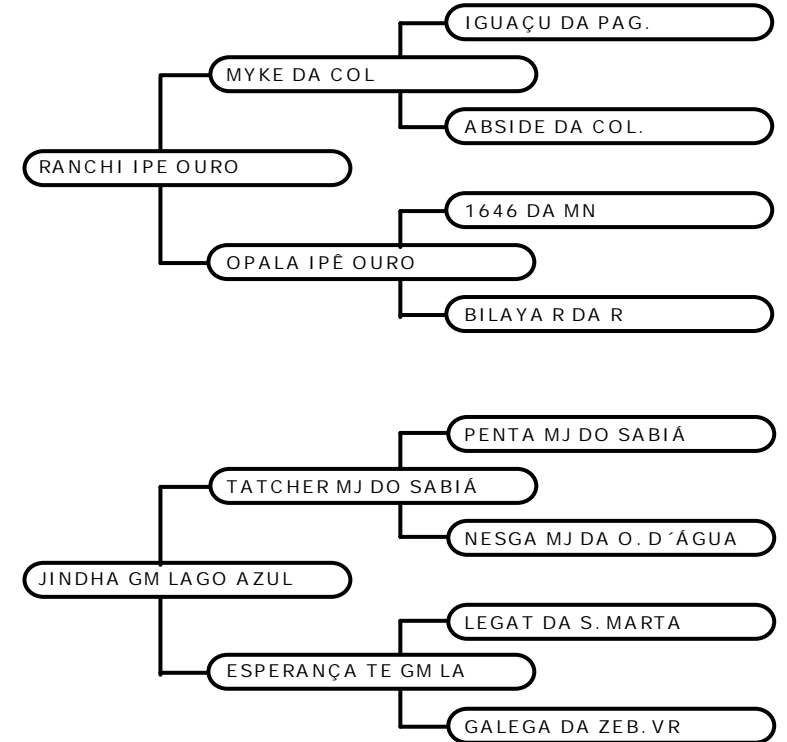 IGUAÇU DA PAG.
MYKE DA COL
ABSIDE DA COL.
RANCHI IPE OURO
1646 DA MN
OPALA IPÊ OURO
BILAYA R DA R
PENTA MJ DO SABIÁ
TATCHER MJ DO SABIÁ
NESGA MJ DA O. D´ÁGUA
JINDHA GM LAGO AZUL
LEGAT DA S. MARTA
ESPERANÇA TE GM LA
GALEGA DA ZEB. VR